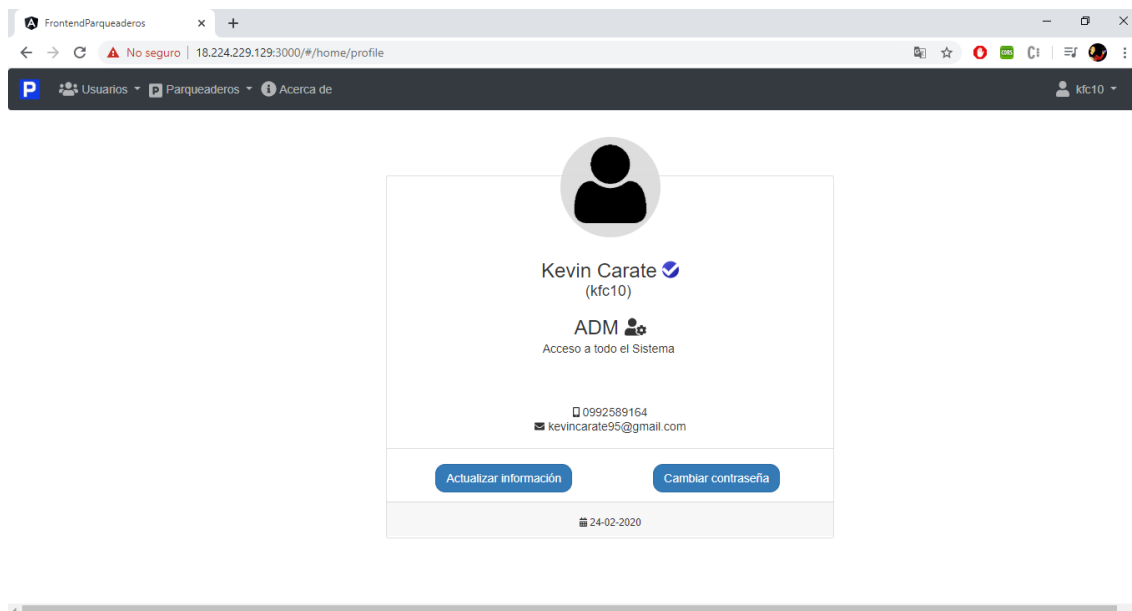 FrontendParqueaderos
No seguro | 18.224.229.129:3000/#/home/profile
P Usuarios P Parqueaderos Acerca de kfc10
Kevin Carate
(kfc10)
ADM
Acceso a todo el Sistema
0992589164
kevincarate95@gmail.com
Actualizar información Cambiar contraseña
24-02-2020